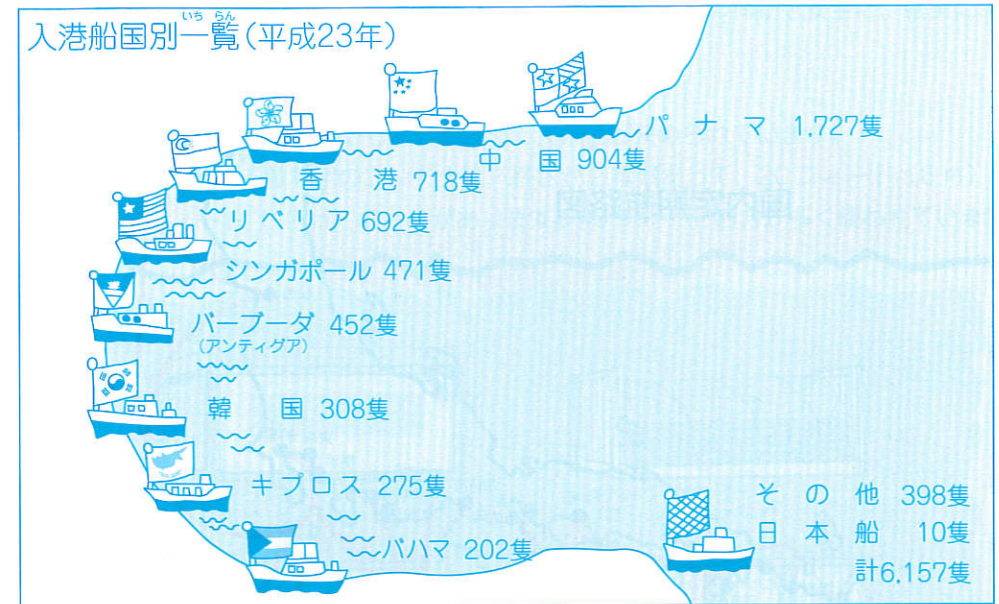 いちらん
入港船国別一覧(平成23年)
パナマ 1,727隻
中国 904隻
香港 718隻
リベリア 692隻
シンガポール 471隻
バーブーダ 452隻
(アンティグア)
韓国 308隻
キプロス 275隻
バハマ 202隻
その他 398隻
日本船 10隻
計6,157隻